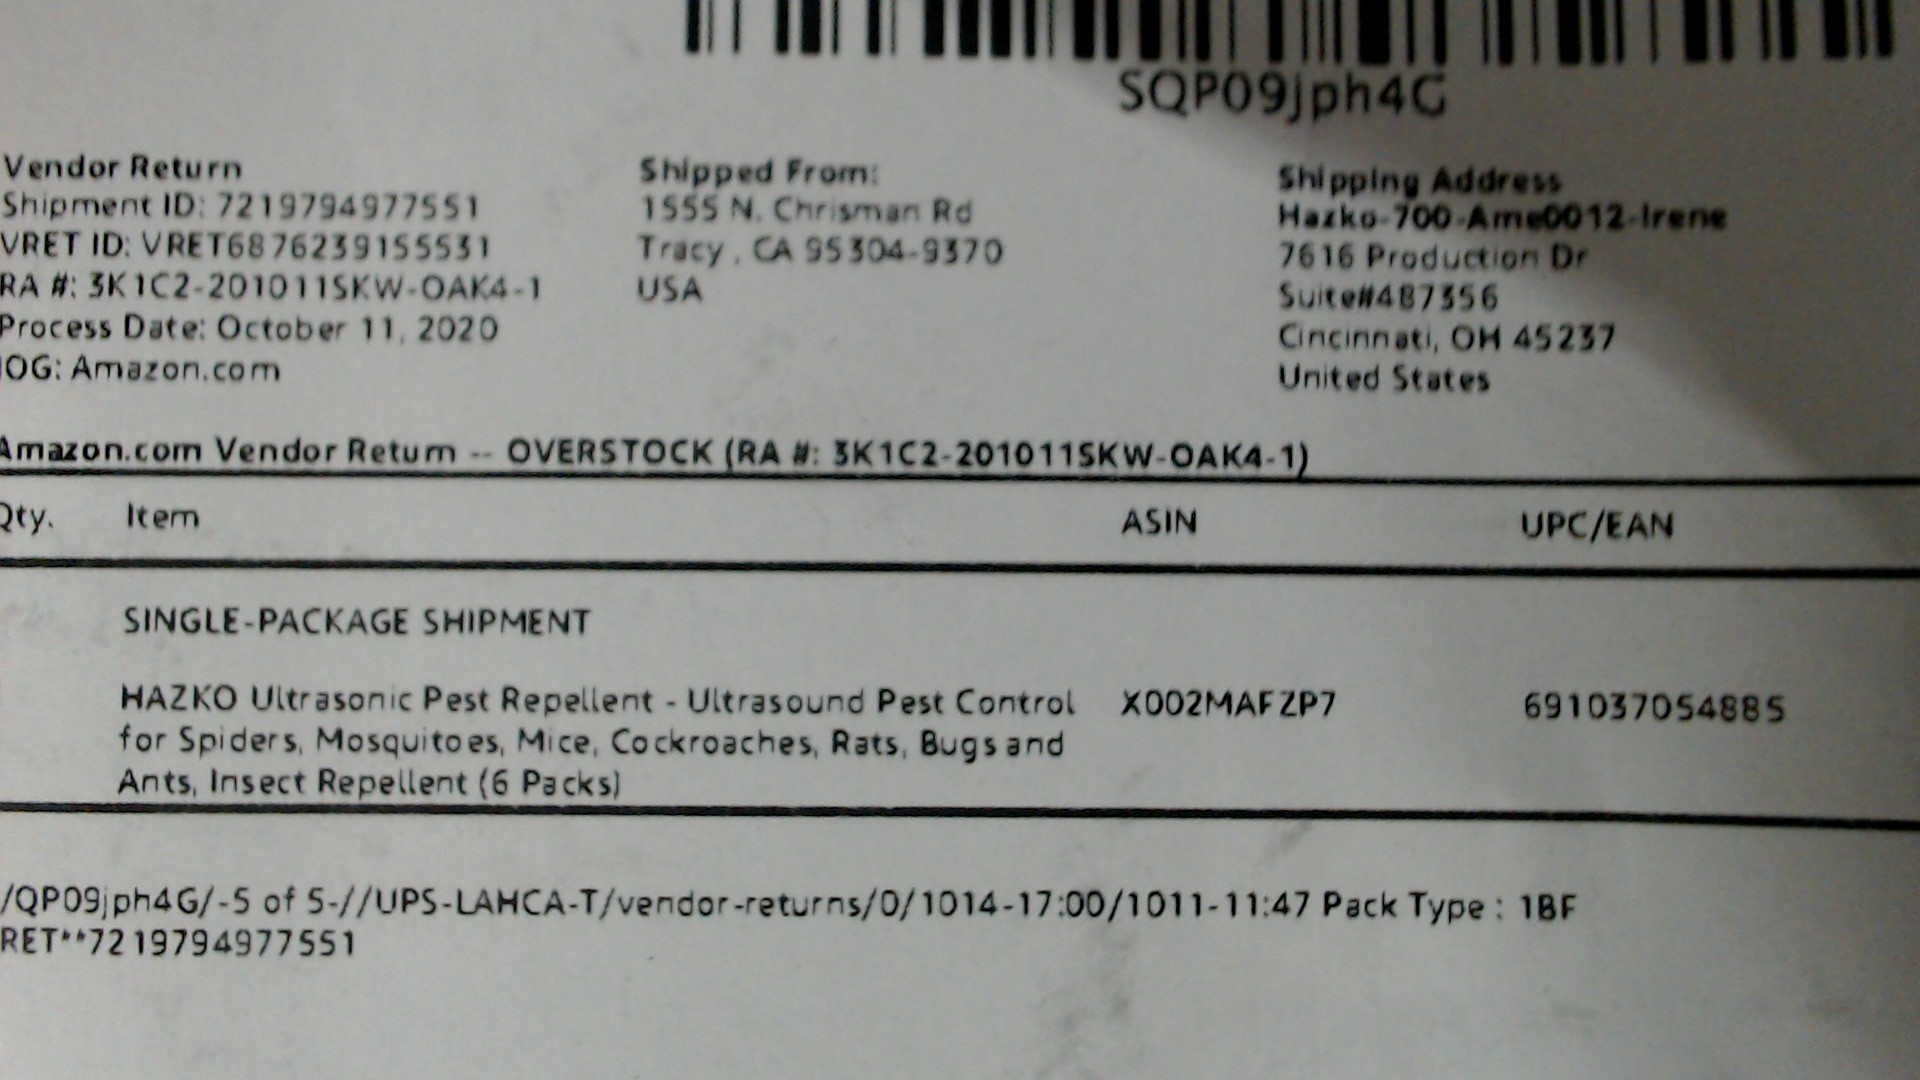 SQP09jph4G
Vendor Return
Shipment ID: 7219794977551
VRET ID: VRET6876239155531
RA #: 3K1C2-201011SKW-OAK4-1
Process Date: October 11, 2020
IOG: Amazon.com
Shipped From:
1555 N. Chrisman Rd
Tracy , CA 95304-9370
USA
Shipping Address
Hazko-700-Ame0012-Irene
7616 Production Dr
Suite#487356
Cincinnati, OH 45237
United States
Amazon.com Vendor Return -- OVERSTOCK (RA #: 3K1C2-201011SKW-OAK4-1)
Qty. Item ASIN UPC/EAN
SINGLE-PACKAGE SHIPMENT
HAZKO Ultrasonic Pest Repellent - Ultrasound Pest Control X002MAFZP7 691037054885
for Spiders, Mosquitoes, Mice, Cockroaches, Rats, Bugs and
Ants, Insect Repellent (6 Packs)
/QP09jph4G/-5 of 5-//UPS-LAHCA-T/vendor-returns/0/1014-17:00/1011-11:47 Pack Type : 1BF
RET**7219794977551